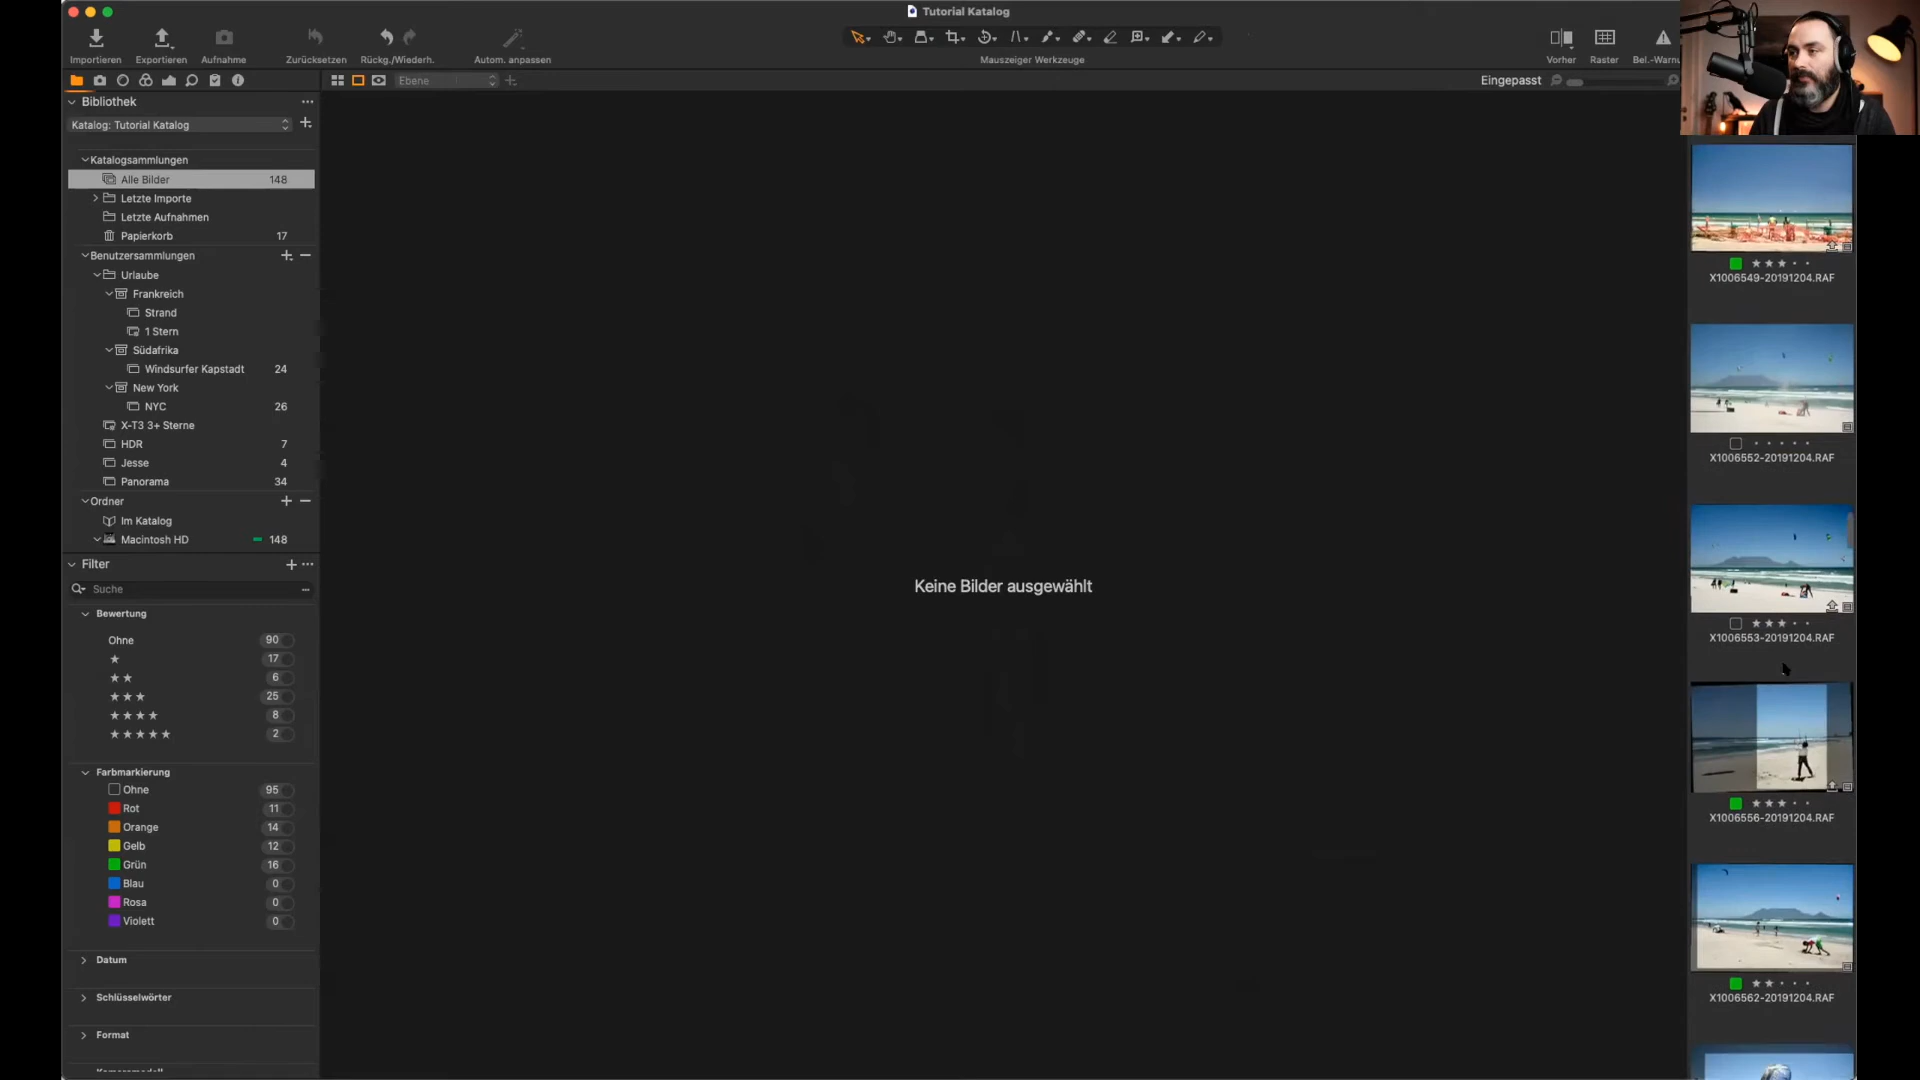 Tutorial Katalog
Importieren
Exportieren
Aufnahme
Zurücksetzen
Rückg./Wiederh.
Autom. anpassen
Mauszeiger Werkzeuge
Vorher
Raster
Bel.-Warnu
Ebene
Eingepasst
Bibliothek
Katalog: Tutorial Katalog
Katalogsammlungen
Alle Bilder 148
Letzte Importe
Letzte Aufnahmen
Papierkorb 17
Benutzersammlungen
Urlaube
Frankreich
Strand
1 Stern
Südafrika
Windsurfer Kapstadt 24
New York
NYC 26
X-T3 3+ Sterne
HDR 7
Jesse 4
Panorama 34
Ordner
Im Katalog
Macintosh HD 148
Filter
Suche
Bewertung
Ohne 90
★ 17
★★ 6
★★★ 25
★★★★ 8
★★★★★ 2
Farbmarkierung
Ohne 95
Rot 11
Orange 14
Gelb 12
Grün 16
Blau 0
Rosa 0
Violett 0
Datum
Schlüsselwörter
Format
Keine Bilder ausgewählt
X1006549-20191204.RAF
X1006552-20191204.RAF
X1006553-20191204.RAF
X1006556-20191204.RAF
X1006562-20191204.RAF